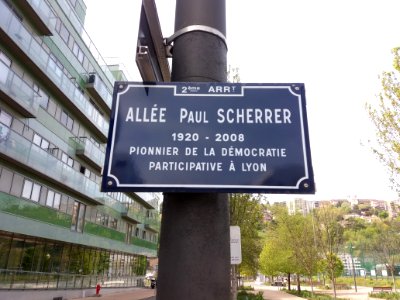 2ème ARRT
ALLÉE PAUL SCHERRER
1920 - 2008
PIONNIER DE LA DÉMOCRATIE
PARTICIPATIVE À LYON